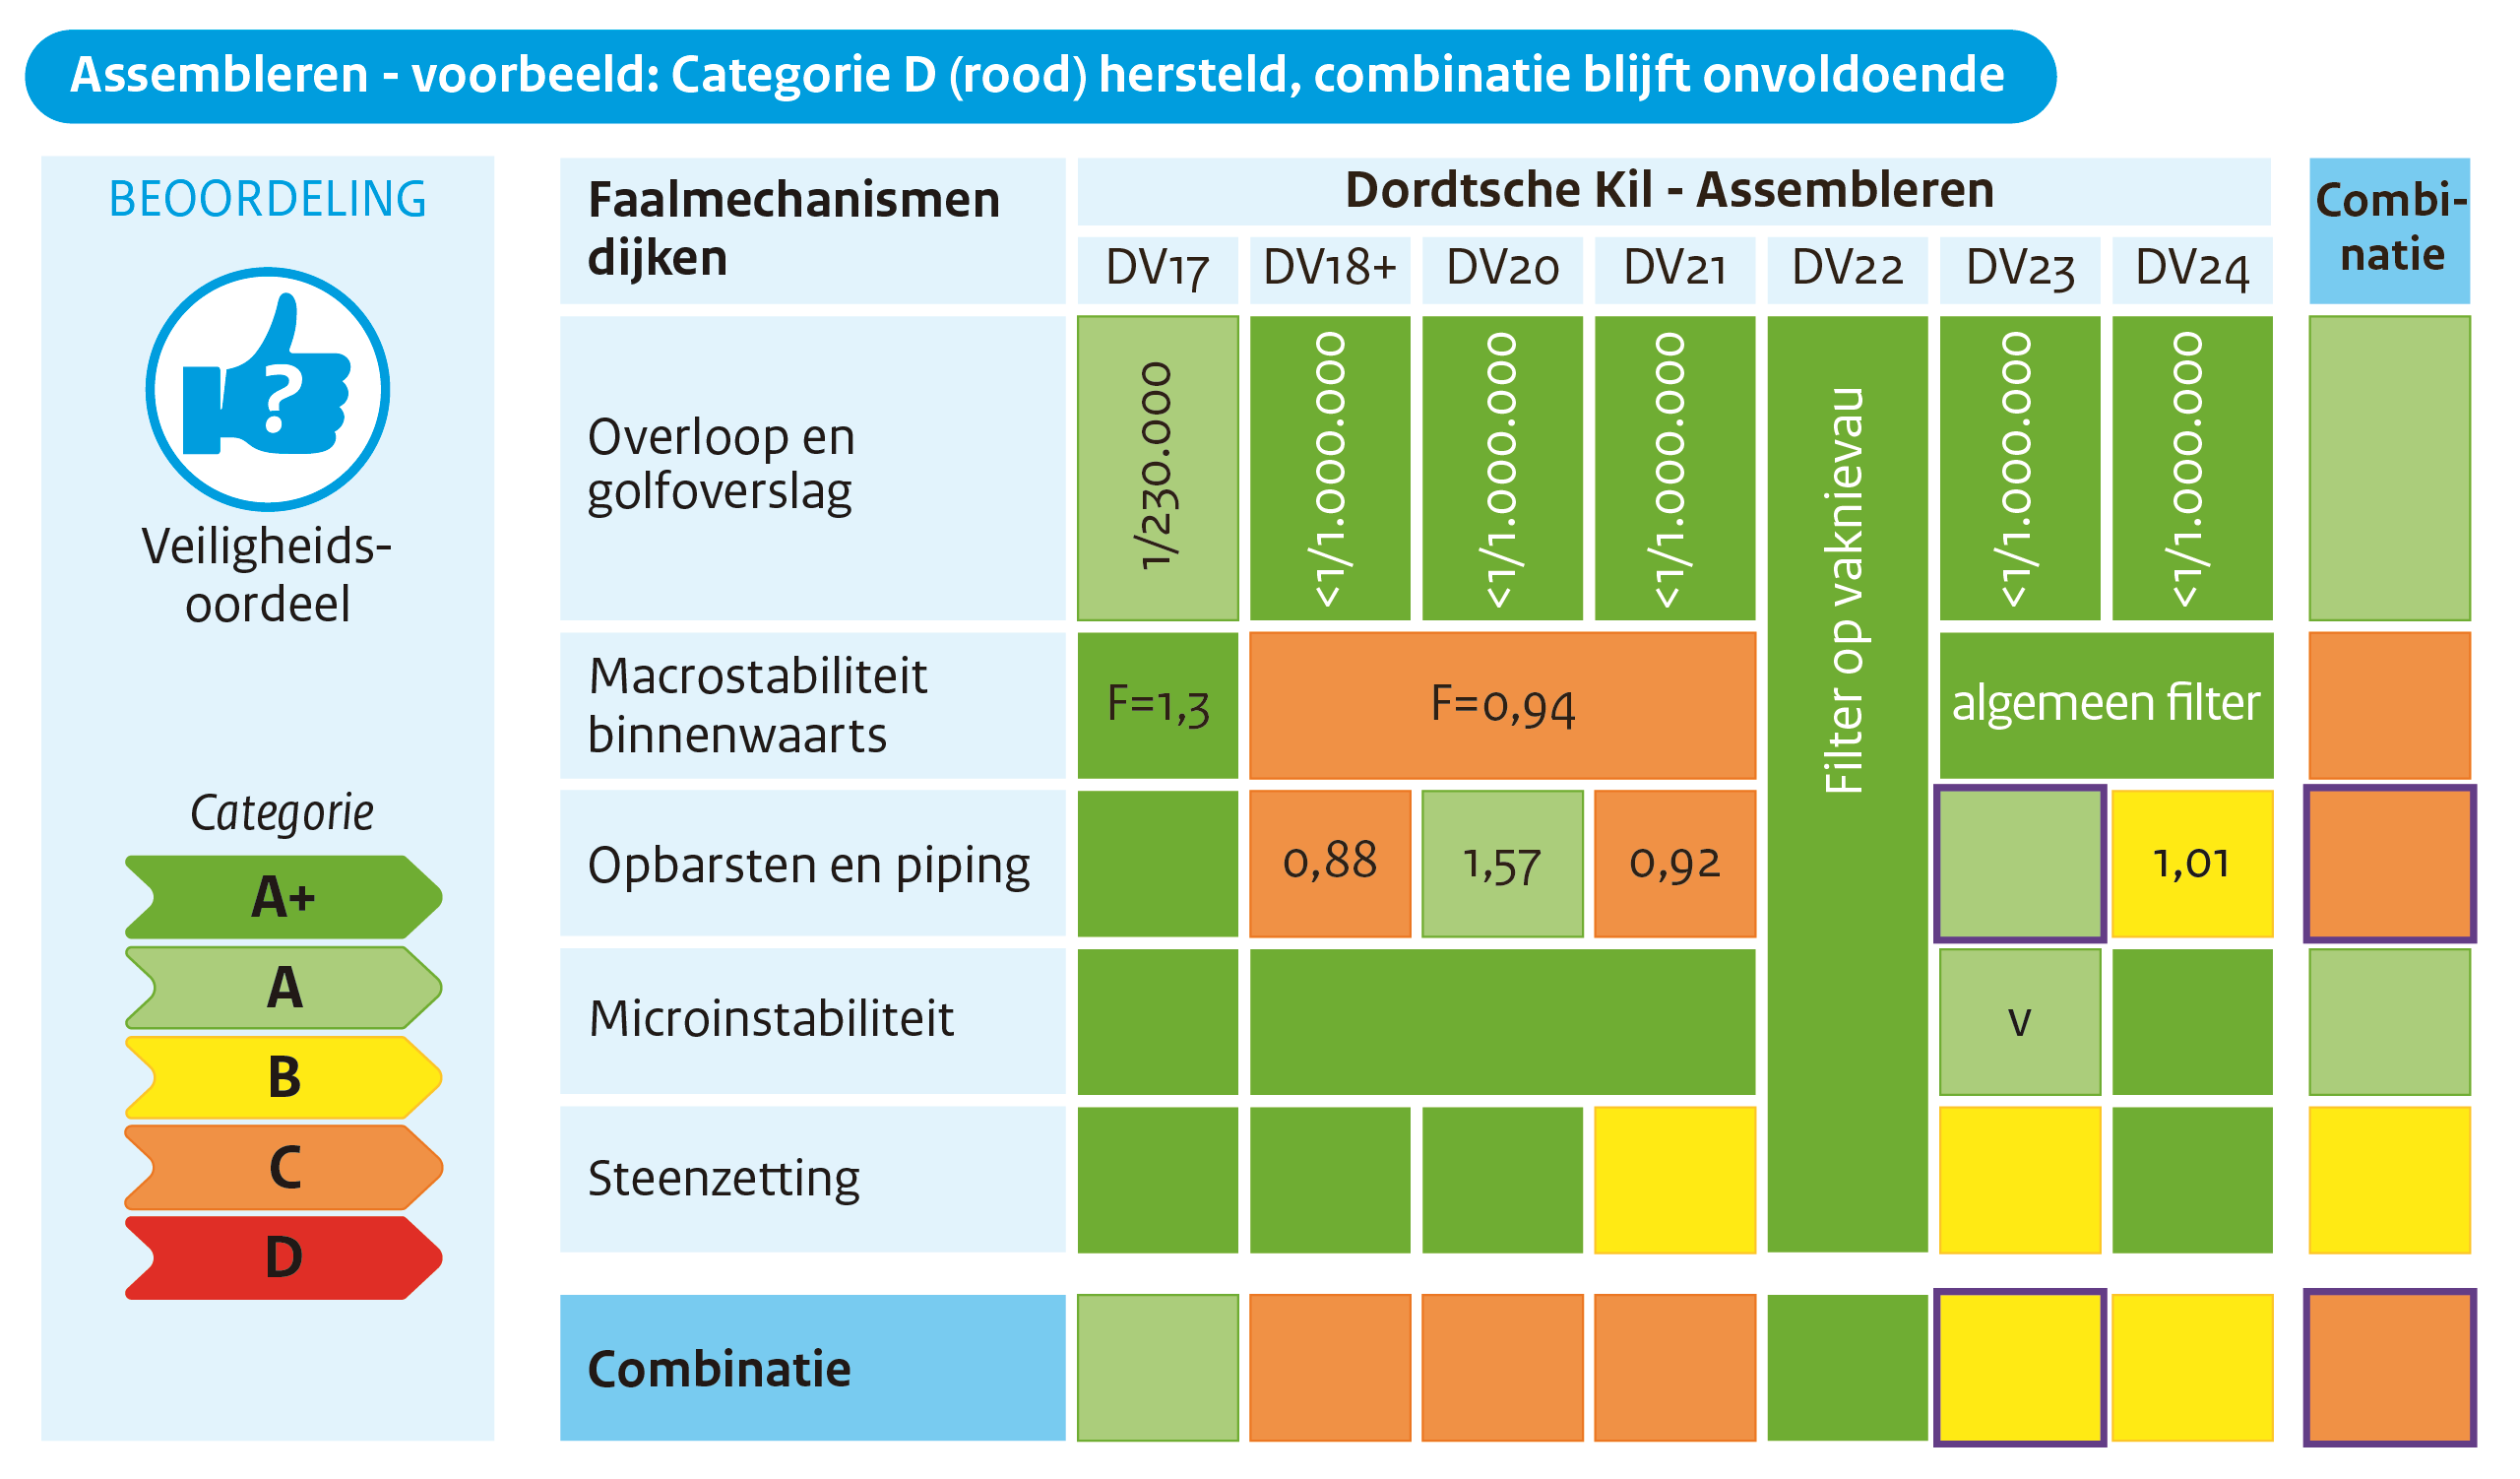 Assembleren - voorbeeld: Categorie D (rood) hersteld, combinatie blijft onvoldoende
BEOORDELING
?
Veiligheids-
oordeel
Categorie
A+
A
B
C
D
Faalmechanismen
dijken
Dordtsche Kil - Assembleren
Combi-
natie
DV17
DV18+
DV20
DV21
DV22
DV23
DV24
Overloop en
golfoverslag
1/230.000
<1/1.000.000
<1/1.000.000
<1/1.000.000
Filter op vaknievau
<1/1.000.000
<1/1.000.000
Macrostabiliteit
binnenwaarts
F=1,3
F=0,94
algemeen filter
Opbarsten en piping
0,88
1,57
0,92
1,01
Microinstabiliteit
v
Steenzetting
Combinatie